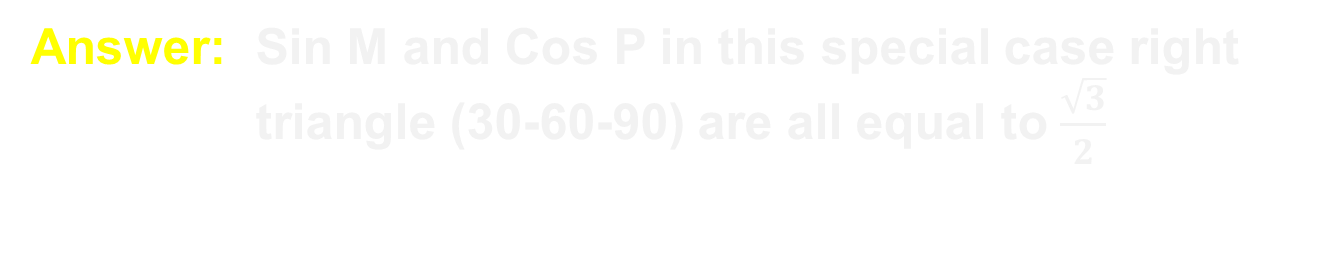 Answer: Sin M and Cos P in this special case right
triangle (30-60-90) are all equal to √3/2